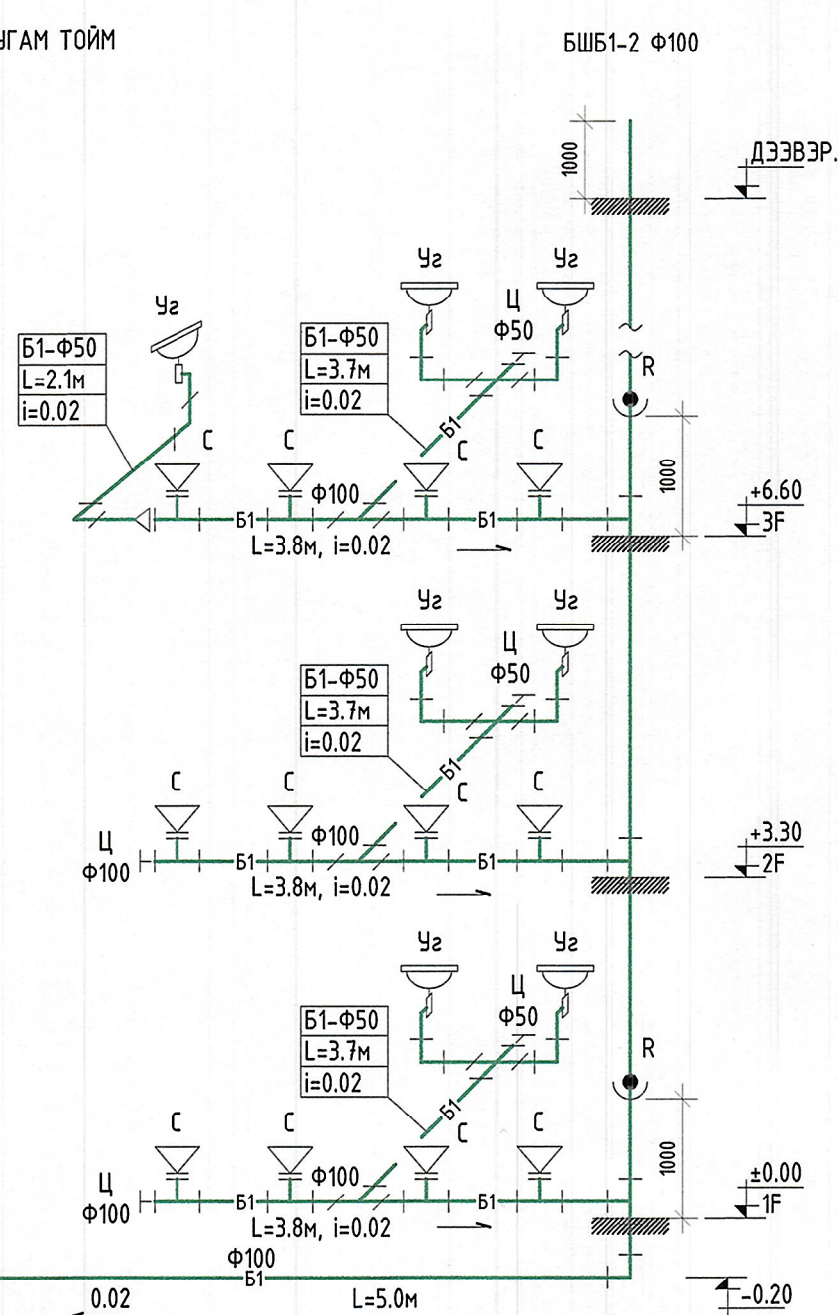 УГАМ ТОЙМ
БШБ1-2 Ф100
1000
ДЭЭВЭР.
Уг
Уг
Уг
Ц
Ф50
Б1-Ф50
L=2.1м
i=0.02
Б1-Ф50
L=3.7м
i=0.02
R
Б1
С
С
С
С
Ф100
1000
+6.60
3F
Б1
Б1
L=3.8м, i=0.02
Уг
Уг
Ц
Ф50
Б1-Ф50
L=3.7м
i=0.02
Б1
С
С
С
Ц
Ф100
Ф100
+3.30
2F
Б1
Б1
L=3.8м, i=0.02
Уг
Уг
Ц
Ф50
Б1-Ф50
L=3.7м
i=0.02
R
Б1
С
С
С
1000
Ц
Ф100
Ф100
±0.00
1F
Б1
Б1
L=3.8м, i=0.02
Ф100
Б1
0.02
L=5.0м
-0.20